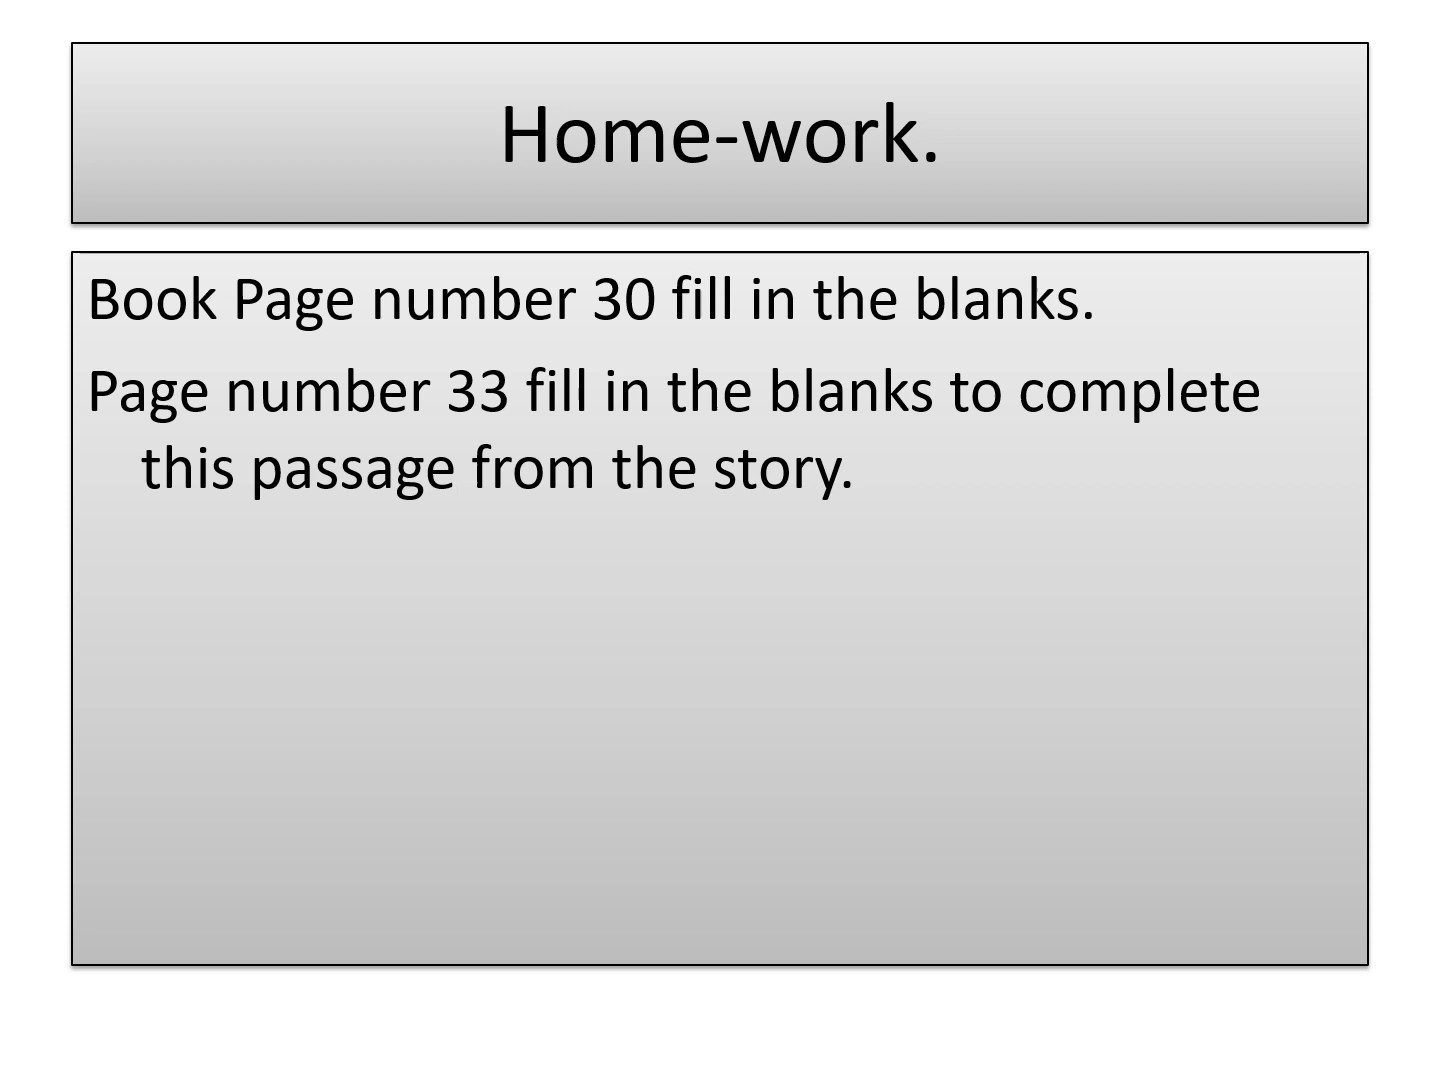 Home-work.
Book Page number 30 fill in the blanks.
Page number 33 fill in the blanks to complete
this passage from the story.